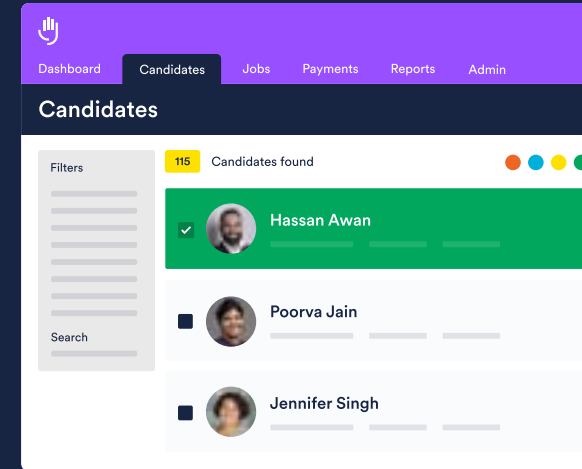 Dashboard Candidates Jobs Payments Reports Admin
Candidates
Filters
115 Candidates found
Hassan Awan
Poorva Jain
Search
Jennifer Singh